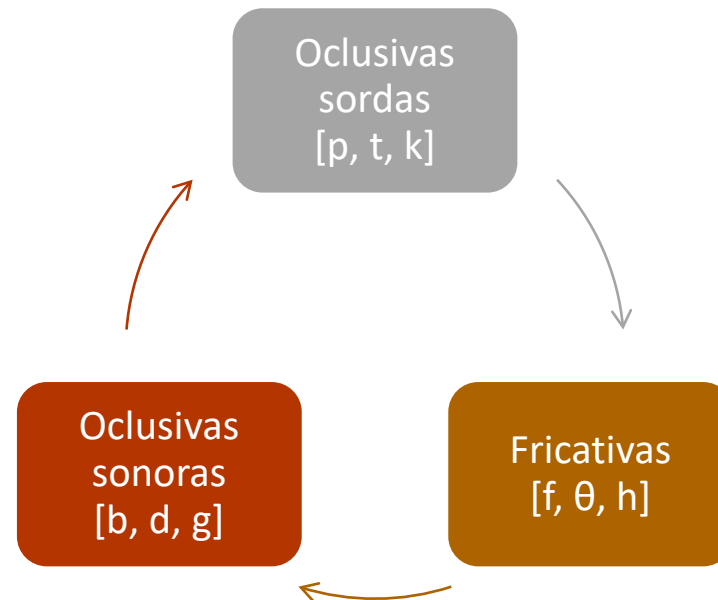 Oclusivas
sordas
[p, t, k]
Fricativas
[f, θ, h]
Oclusivas
sonoras
[b, d, g]